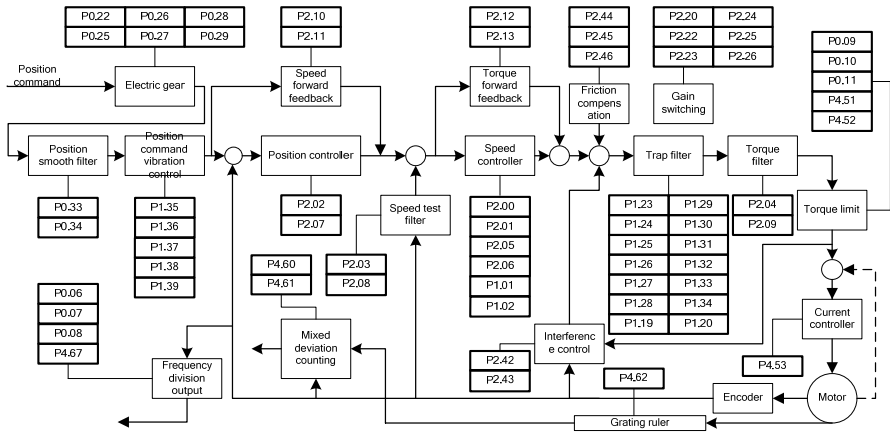 P0.22 P0.26 P0.28
P0.25 P0.27 P0.29
P2.10
P2.11
P2.12
P2.13
P2.44
P2.45
P2.46
P2.20 P2.24
P2.22 P2.25
P2.23 P2.26
P0.09
P0.10
P0.11
P4.51
P4.52
Position
command
Electric gear
Speed
forward
feedback
Torque
forward
feedback
Friction
compens
ation
Gain
switching
Position
smooth filter
Position
command
vibration
control
Position controller
Speed
controller
Trap filter
Torque
filter
Torque limit
P0.33
P0.34
P1.35
P1.36
P1.37
P1.38
P1.39
P2.02
P2.07
Speed test
filter
P2.03
P2.08
P2.00
P2.01
P2.05
P2.06
P1.01
P1.02
P1.23 P1.29
P1.24 P1.30
P1.25 P1.31
P1.26 P1.32
P1.27 P1.33
P1.28 P1.34
P1.19 P1.20
P2.04
P2.09
P4.60
P4.61
P0.06
P0.07
P0.08
P4.67
Frequency
division
output
Mixed
deviation
counting
Interferenc
e control
P2.42
P2.43
Current
controller
P4.53
P4.62
Encoder
Motor
Grating ruler